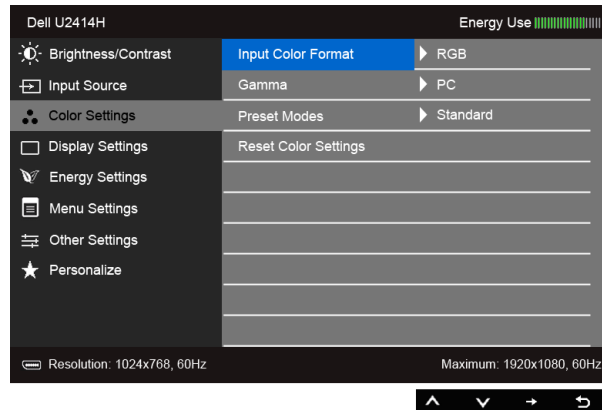 Dell U2414H Energy Use
Brightness/Contrast Input Color Format RGB
Input Source Gamma PC
Color Settings Preset Modes Standard
Display Settings Reset Color Settings
Energy Settings
Menu Settings
Other Settings
Personalize
Resolution: 1024x768, 60Hz Maximum: 1920x1080, 60Hz